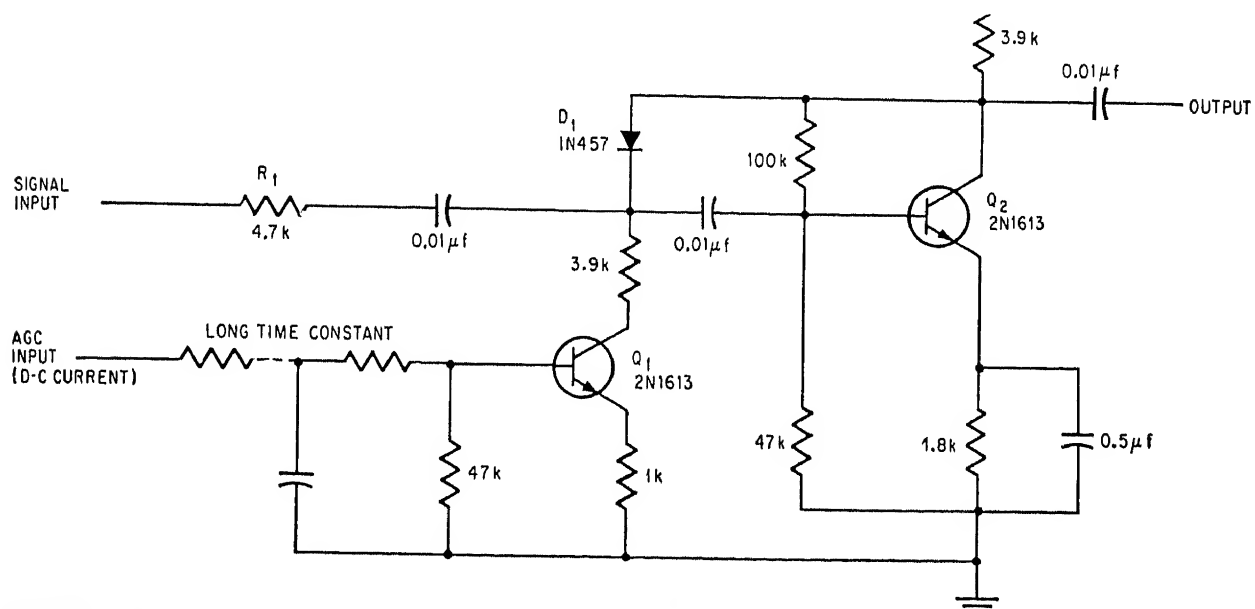 3.9k
0.01µf
OUTPUT
D1
IN457
100k
R1
SIGNAL
INPUT
4.7k
0.01µf
0.01µf
Q2
2N1613
3.9k
LONG TIME CONSTANT
AGC
INPUT
(D-C CURRENT)
Q1
2N1613
47k
1k
47k
1.8k
0.5µf